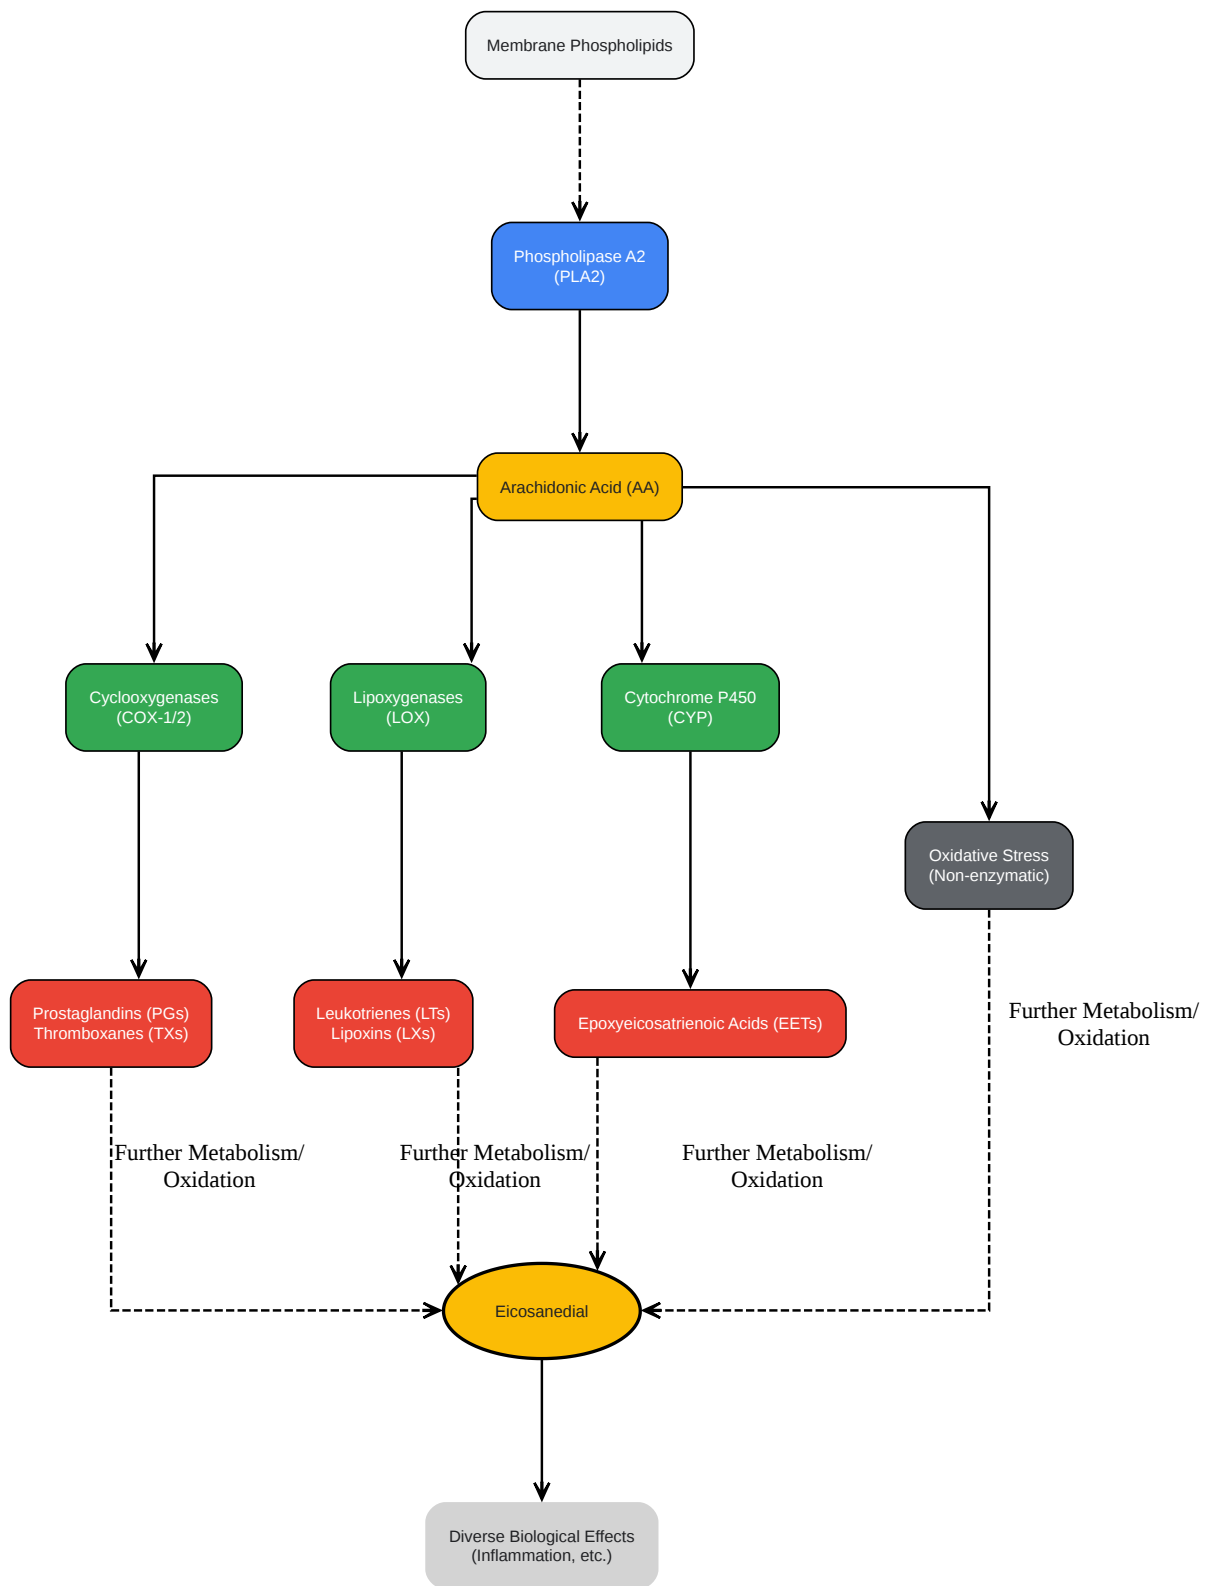 Membrane Phospholipids
Phospholipase A2
(PLA2)
Arachidonic Acid (AA)
Cyclooxygenases
(COX-1/2)
Lipoxygenases
(LOX)
Cytochrome P450
(CYP)
Oxidative Stress
(Non-enzymatic)
Prostaglandins (PGs)
Thromboxanes (TXs)
Leukotrienes (LTs)
Lipoxins (LXs)
Epoxyeicosatrienoic Acids (EETs)
Further Metabolism/
Oxidation
Further Metabolism/
Oxidation
Further Metabolism/
Oxidation
Further Metabolism/
Oxidation
Eicosanedial
Diverse Biological Effects
(Inflammation, etc.)